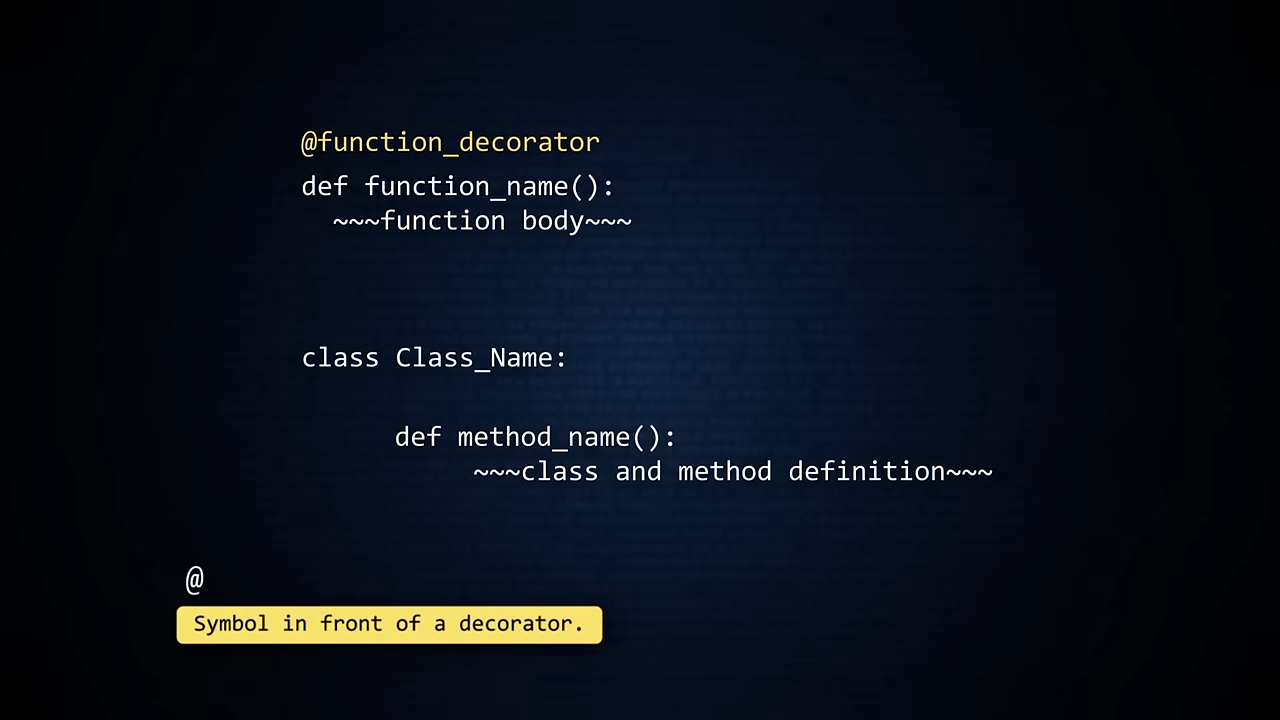 @function_decorator
def function_name():
~~~function body~~~
class Class_Name:
def method_name():
~~~class and method definition~~~
@
Symbol in front of a decorator.